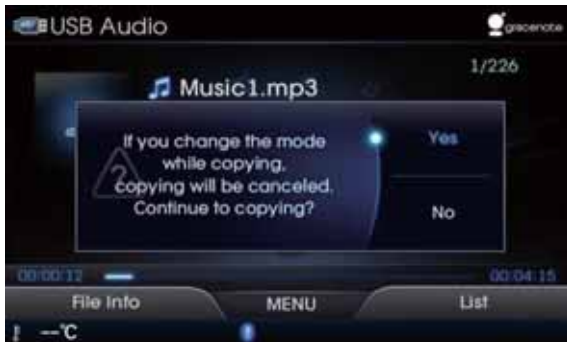 USB Audio
gracenote
1/226
Music1.mp3
If you change the mode
while copying,
copying will be canceled.
Continue to copying?
Yes
No
00:00:12
00:04:15
File Info
MENU
List
--°C